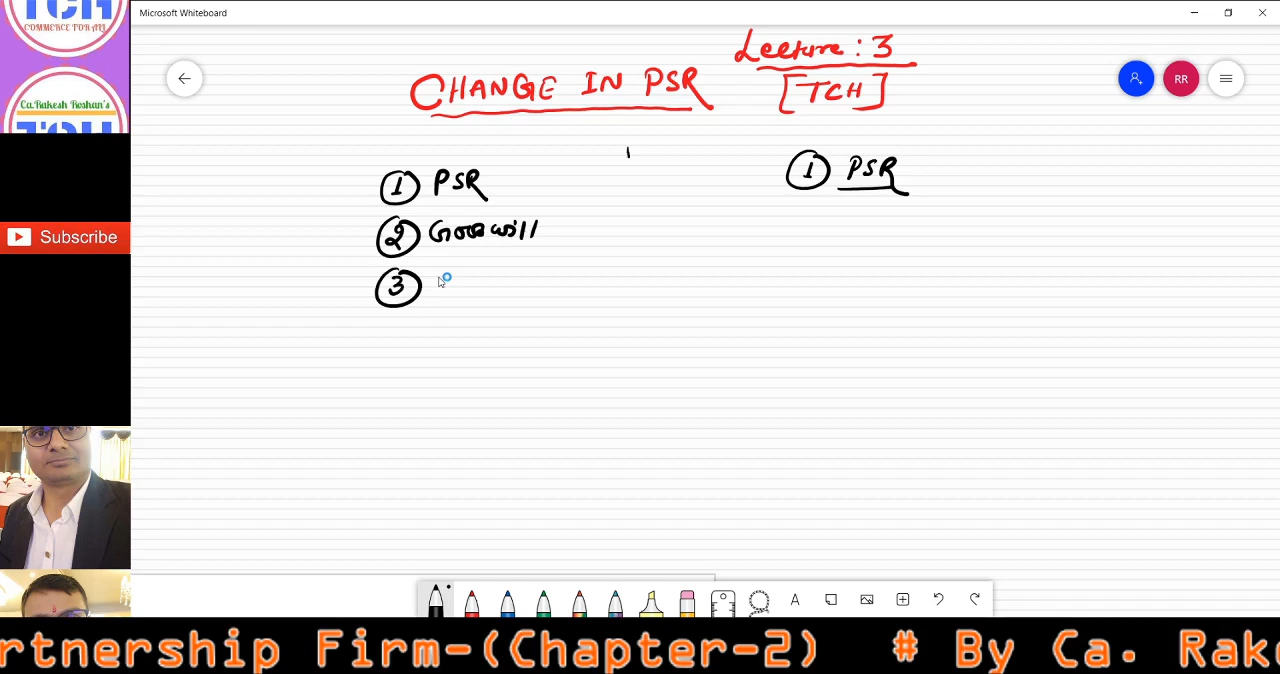 COMMERCE FOR ALL
Ca.Rakesh Roshan's
TCH
Subscribe
Microsoft Whiteboard
Lecture : 3
CHANGE IN PSR [TCH]
RR
① PSR
② Goodwill
③
① PSR
A
rtnership Firm-(Chapter-2) # By Ca. Rake